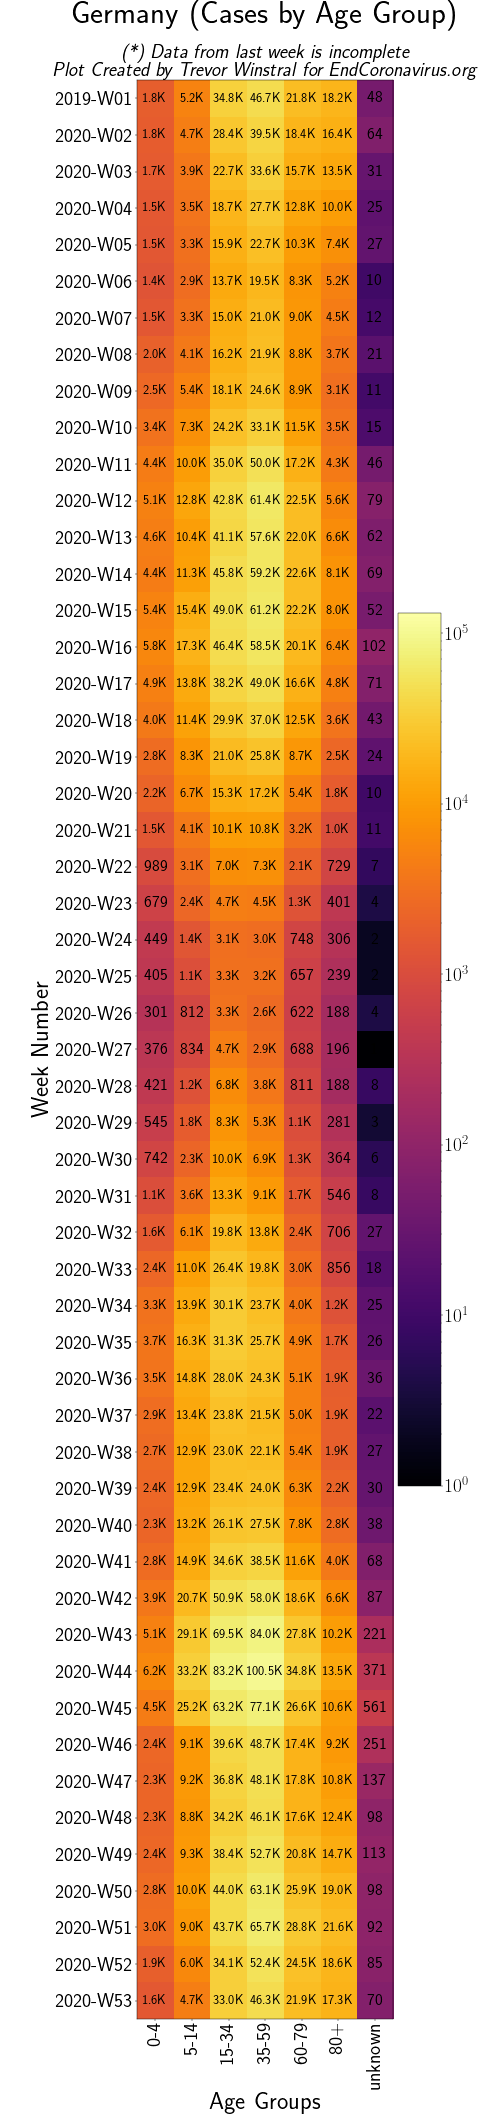 Germany (Cases by Age Group)
(*) Data from last week is incomplete
Plot Created by Trevor Winstral for EndCoronavirus.org
2019-W01 1.8K 5.2K 34.8K 46.7K 21.8K 18.2K 48
2020-W02 1.8K 4.7K 28.4K 39.5K 18.4K 16.4K 64
2020-W03 1.7K 3.9K 22.7K 33.6K 15.7K 13.5K 31
2020-W04 1.5K 3.5K 18.7K 27.7K 12.8K 10.0K 25
2020-W05 1.5K 3.3K 15.9K 22.7K 10.3K 7.4K 27
2020-W06 1.4K 2.9K 13.7K 19.5K 8.3K 5.2K 10
2020-W07 1.5K 3.3K 15.0K 21.0K 9.0K 4.5K 12
2020-W08 2.0K 4.1K 16.2K 21.9K 8.8K 3.7K 21
2020-W09 2.5K 5.4K 18.1K 24.6K 8.9K 3.1K 11
2020-W10 3.4K 7.3K 24.2K 33.1K 11.5K 3.5K 15
2020-W11 4.4K 10.0K 35.0K 50.0K 17.2K 4.3K 46
2020-W12 5.1K 12.8K 42.8K 61.4K 22.5K 5.6K 79
2020-W13 4.6K 10.4K 41.1K 57.6K 22.0K 6.6K 62
2020-W14 4.4K 11.3K 45.8K 59.2K 22.6K 8.1K 69
2020-W15 5.4K 15.4K 49.0K 61.2K 22.2K 8.0K 52
2020-W16 5.8K 17.3K 46.4K 58.5K 20.1K 6.4K 102
2020-W17 4.9K 13.8K 38.2K 49.0K 16.6K 4.8K 71
2020-W18 4.0K 11.4K 29.9K 37.0K 12.5K 3.6K 43
2020-W19 2.8K 8.3K 21.0K 25.8K 8.7K 2.5K 24
2020-W20 2.2K 6.7K 15.3K 17.2K 5.4K 1.8K 10
2020-W21 1.5K 4.1K 10.1K 10.8K 3.2K 1.0K 11
2020-W22 989 3.1K 7.0K 7.3K 2.1K 729 7
2020-W23 679 2.4K 4.7K 4.5K 1.3K 401 4
2020-W24 449 1.4K 3.1K 3.0K 748 306 2
2020-W25 405 1.1K 3.3K 3.2K 657 239 2
2020-W26 301 812 3.3K 2.6K 622 188 4
2020-W27 376 834 4.7K 2.9K 688 196
2020-W28 421 1.2K 6.8K 3.8K 811 188 8
2020-W29 545 1.8K 8.3K 5.3K 1.1K 281 3
2020-W30 742 2.3K 10.0K 6.9K 1.3K 364 6
2020-W31 1.1K 3.6K 13.3K 9.1K 1.7K 546 8
2020-W32 1.6K 6.1K 19.8K 13.8K 2.4K 706 27
2020-W33 2.4K 11.0K 26.4K 19.8K 3.0K 856 18
2020-W34 3.3K 13.9K 30.1K 23.7K 4.0K 1.2K 25
2020-W35 3.7K 16.3K 31.3K 25.7K 4.9K 1.7K 26
2020-W36 3.5K 14.8K 28.0K 24.3K 5.1K 1.9K 36
2020-W37 2.9K 13.4K 23.8K 21.5K 5.0K 1.9K 22
2020-W38 2.7K 12.9K 23.0K 22.1K 5.4K 1.9K 27
2020-W39 2.4K 12.9K 23.4K 24.0K 6.3K 2.2K 30
2020-W40 2.3K 13.2K 26.1K 27.5K 7.8K 2.8K 38
2020-W41 2.8K 14.9K 34.6K 38.5K 11.6K 4.0K 68
2020-W42 3.9K 20.7K 50.9K 58.0K 18.6K 6.6K 87
2020-W43 5.1K 29.1K 69.5K 84.0K 27.8K 10.2K 221
2020-W44 6.2K 33.2K 83.2K 100.5K 34.8K 13.5K 371
2020-W45 4.5K 25.2K 63.2K 77.1K 26.6K 10.6K 561
2020-W46 2.4K 9.1K 39.6K 48.7K 17.4K 9.2K 251
2020-W47 2.3K 9.2K 36.8K 48.1K 17.8K 10.8K 137
2020-W48 2.3K 8.8K 34.2K 46.1K 17.6K 12.4K 98
2020-W49 2.4K 9.3K 38.4K 52.7K 20.8K 14.7K 113
2020-W50 2.8K 10.0K 44.0K 63.1K 25.9K 19.0K 98
2020-W51 3.0K 9.0K 43.7K 65.7K 28.8K 21.6K 92
2020-W52 1.9K 6.0K 34.1K 52.4K 24.5K 18.6K 85
2020-W53 1.6K 4.7K 33.0K 46.3K 21.9K 17.3K 70
0-4 5-14 15-34 35-59 60-79 80+ unknown
Age Groups
Week Number
10⁵
10⁴
10³
10²
10¹
10⁰